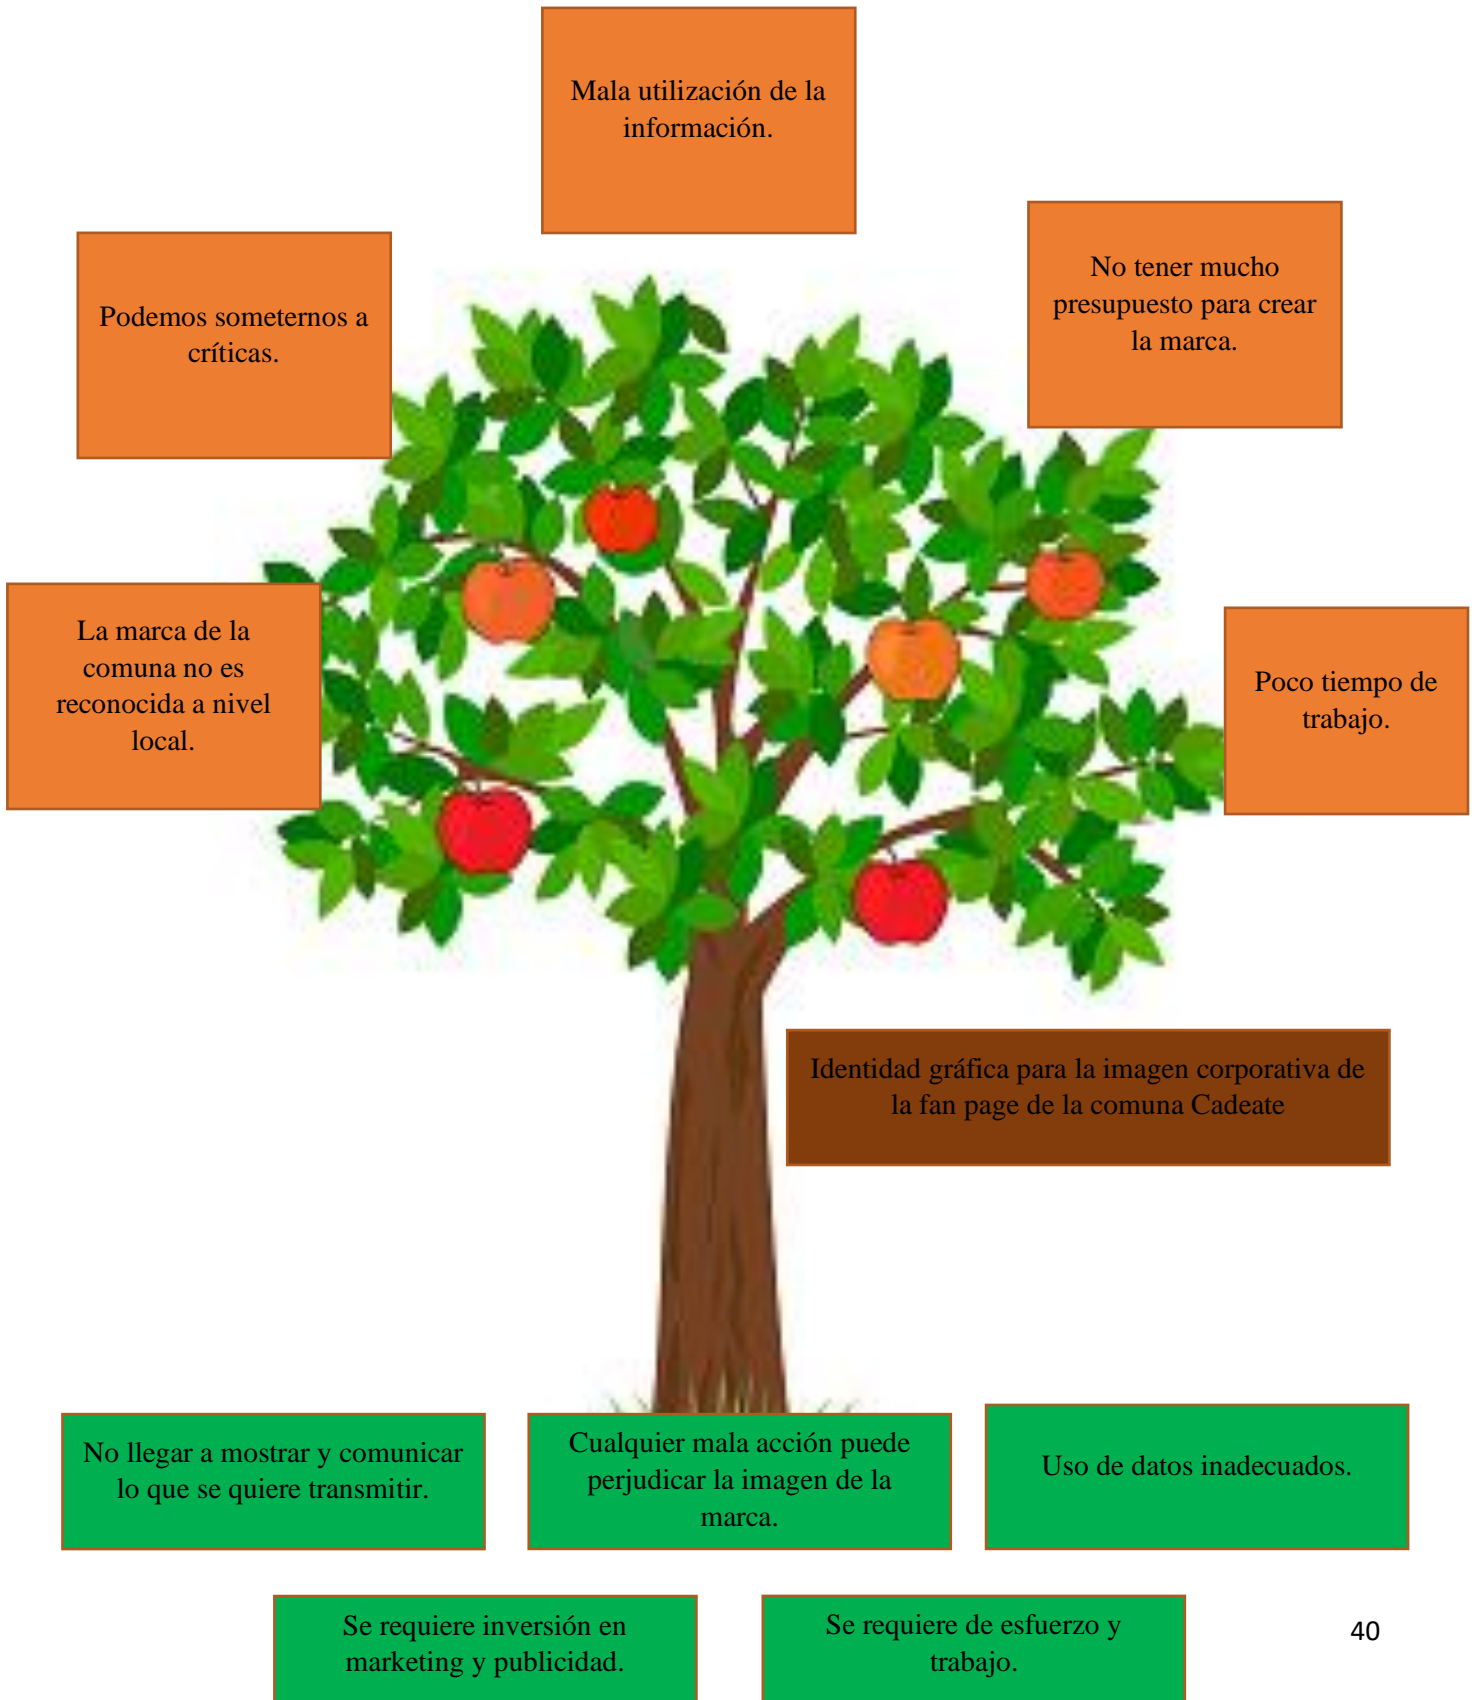 Mala utilización de la
información.
No tener mucho
presupuesto para crear
la marca.
Podemos someternos a
críticas.
La marca de la
comuna no es
reconocida a nivel
local.
Poco tiempo de
trabajo.
Identidad gráfica para la imagen corporativa de
la fan page de la comuna Cadeate
No llegar a mostrar y comunicar
lo que se quiere transmitir.
Cualquier mala acción puede
perjudicar la imagen de la
marca.
Uso de datos inadecuados.
Se requiere inversión en
marketing y publicidad.
Se requiere de esfuerzo y
trabajo.
40